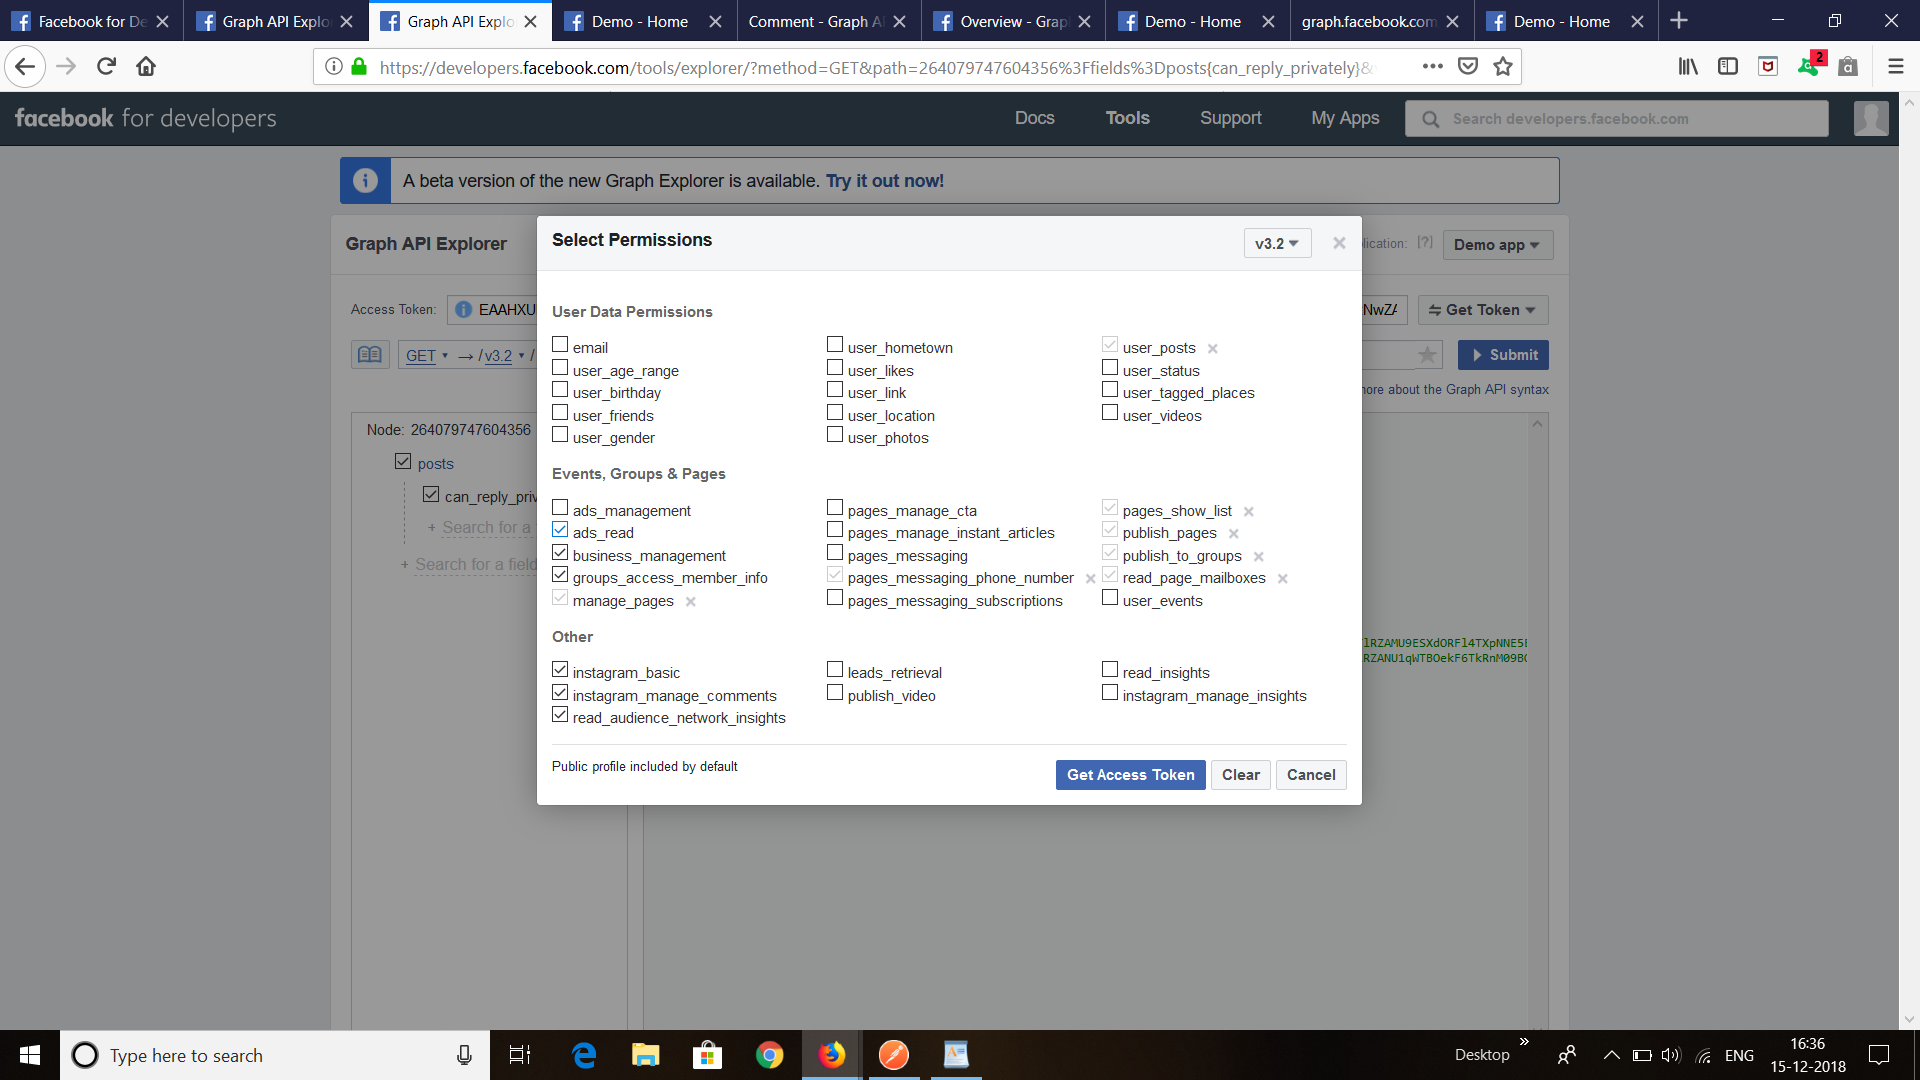 Facebook for De
Graph API Explo
Graph API Explo
Demo - Home
Comment - Graph A
Overview - Grap
Demo - Home
graph.facebook.com
Demo - Home
https://developers.facebook.com/tools/explorer/?method=GET&path=264079747604356%3Ffields%3Dposts{can_reply_privately}&
2
facebook for developers
Docs
Tools
Support
My Apps
Search developers.facebook.com
A beta version of the new Graph Explorer is available. Try it out now!
Graph API Explorer
lication: [?]
Demo app
Access Token:
EAAHXU
NwZA
Get Token
GET
→ /v3.2 /
Submit
more about the Graph API syntax
Node: 264079747604356
posts
can_reply_priv
+ Search for a
+ Search for a field
Select Permissions
v3.2
User Data Permissions
email
user_hometown
user_posts
user_age_range
user_likes
user_status
user_birthday
user_link
user_tagged_places
user_friends
user_location
user_videos
user_gender
user_photos
Events, Groups & Pages
ads_management
pages_manage_cta
pages_show_list
ads_read
pages_manage_instant_articles
publish_pages
business_management
pages_messaging
publish_to_groups
groups_access_member_info
pages_messaging_phone_number
read_page_mailboxes
manage_pages
pages_messaging_subscriptions
user_events
Other
instagram_basic
leads_retrieval
read_insights
instagram_manage_comments
publish_video
instagram_manage_insights
read_audience_network_insights
Public profile included by default
Get Access Token
Clear
Cancel
Type here to search
Desktop
ENG
16:36
15-12-2018